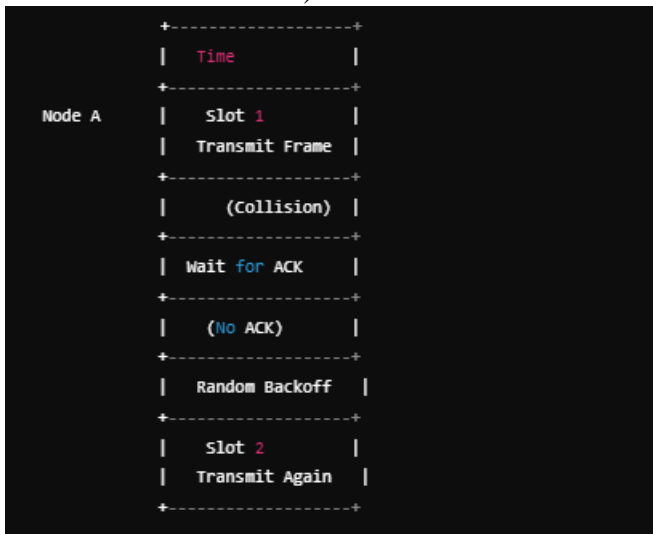 +-------------------+
| Time |
+-------------------+
Node A | Slot 1 |
| Transmit Frame |
+-------------------+
| (Collision) |
+-------------------+
| Wait for ACK |
+-------------------+
| (No ACK) |
+-------------------+
| Random Backoff |
+-------------------+
| Slot 2 |
| Transmit Again |
+-------------------+